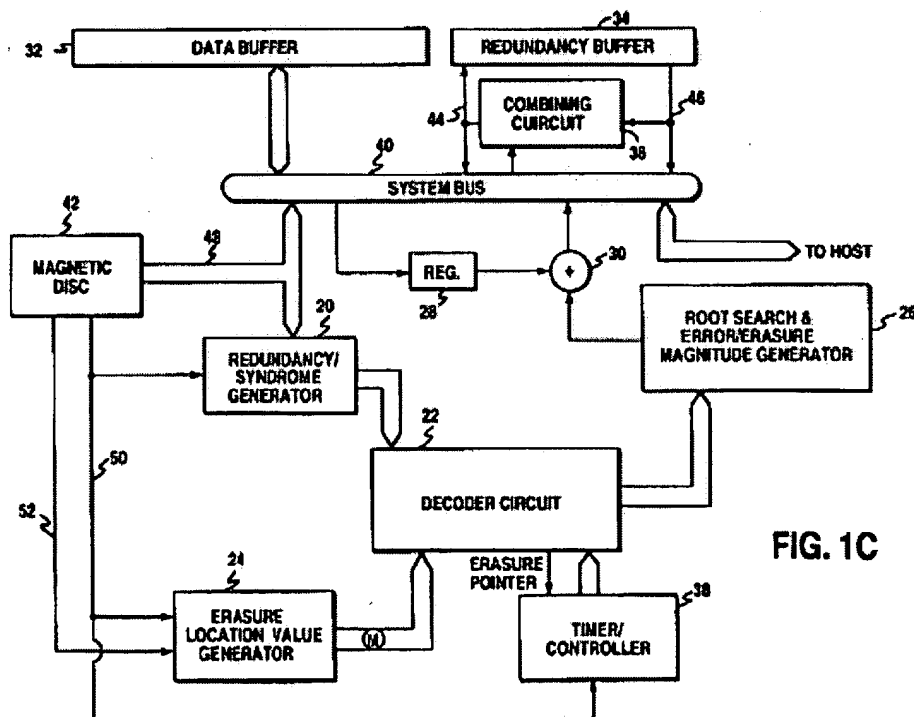 34
32
DATA BUFFER
REDUNDANCY BUFFER
44
COMBINING
CUIRCUIT
46
36
40
SYSTEM BUS
42
48
MAGNETIC
DISC
REG.
28
+
30
TO HOST
20
REDUNDANCY/
SYNDROME
GENERATOR
ROOT SEARCH &
ERROR/ERASURE
MAGNITUDE GENERATOR
26
22
50
DECODER CIRCUIT
52
FIG. 1C
ERASURE
POINTER
24
ERASURE
LOCATION VALUE
GENERATOR
(M)
38
TIMER/
CONTROLLER